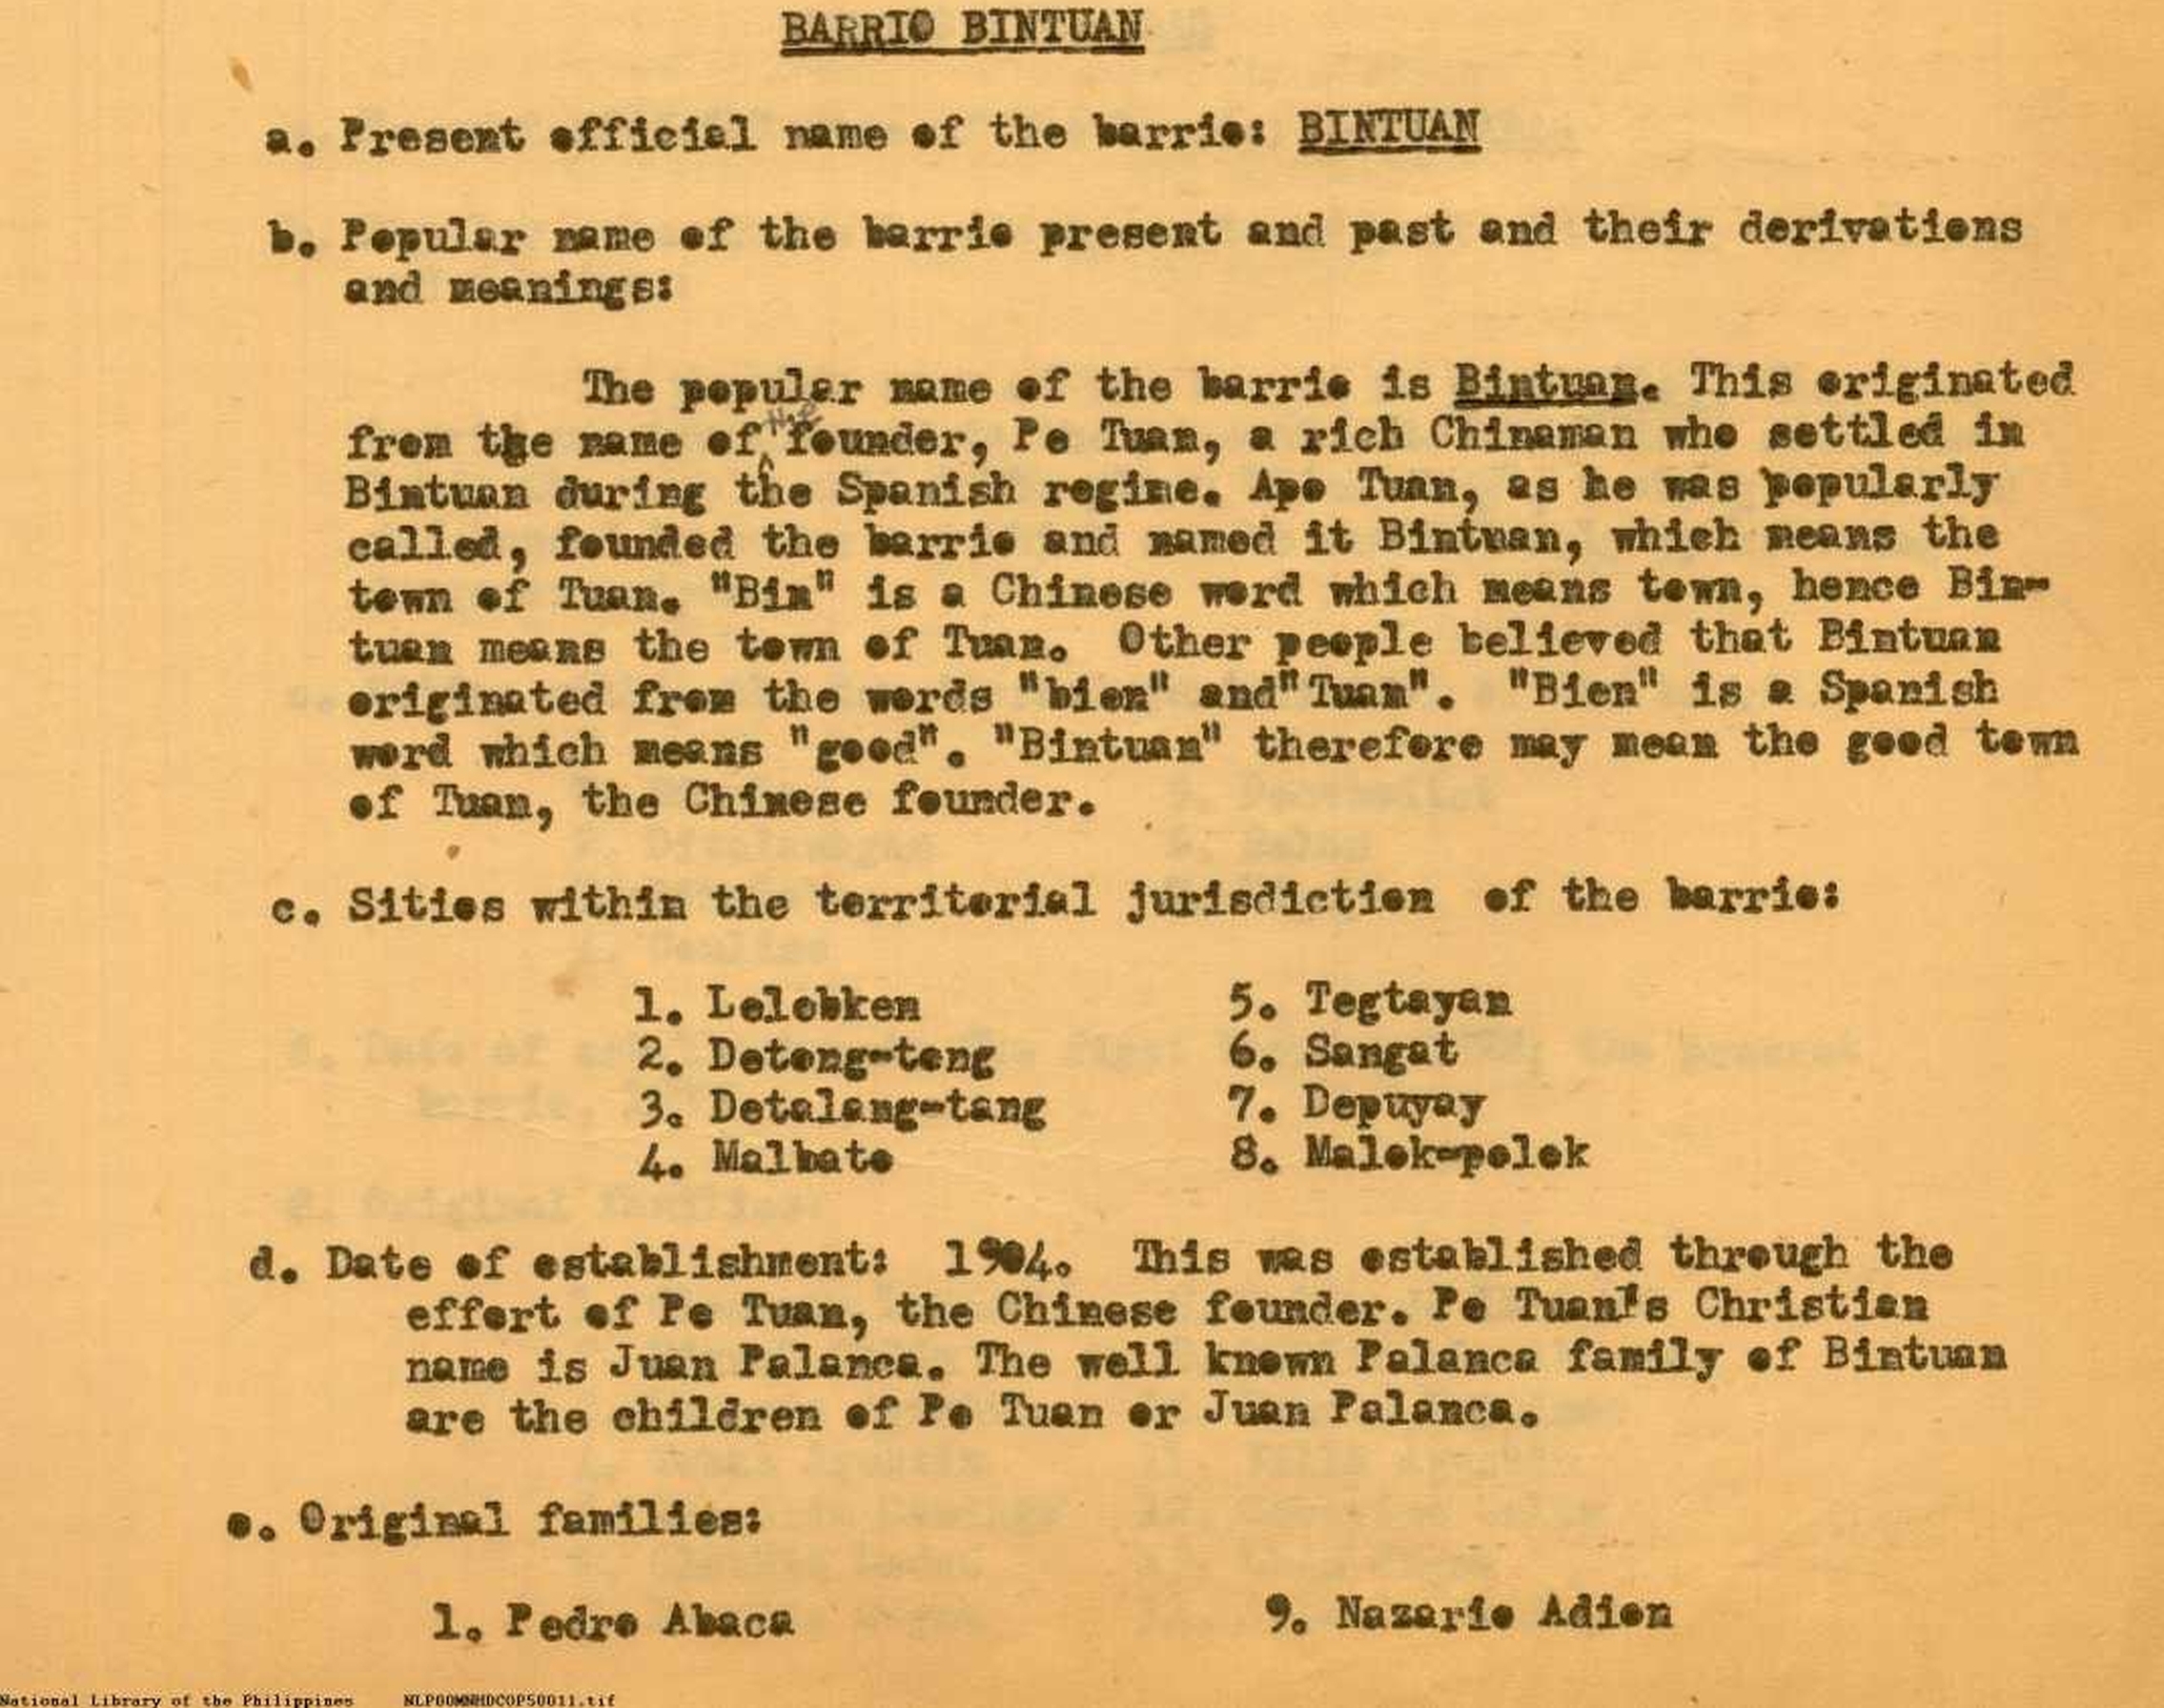 BARRIO BINTUAN
a. Present official name of the barrio: BINTUAN
b. Popular name of the barrio present and past and their derivations
and meanings:
The popular name of the barrio is Bintuan. This originated
from the name of the founder, Po Tuan, a rich Chinaman who settled in
Bintuan during the Spanish regime. Apo Tuan, as he was popularly
called, founded the barrio and named it Bintuan, which means the
town of Tuan. "Bin" is a Chinese word which means town, hence Bin-
tuan means the town of Tuan. Other people believed that Bintuan
originated from the words "bien" and" Tuan". "Bien" is a Spanish
word which means "good". "Bintuan" therefore may mean the good town
of Tuan, the Chinese founder.
c. Sitios within the territorial jurisdiction of the barrio:
1. Lolobken 5. Togtayan
2. Detong-tong 6. Sangat
3. Detalang-tang 7. Depuyay
4. Malbato 8. Malok-polok
d. Date of establishment: 1904. This was established through the
effort of Po Tuan, the Chinese founder. Po Tuan's Christian
name is Juan Palanca. The well known Palanca family of Bintuan
are the children of Po Tuan or Juan Palanca.
e. Original families:
1. Pedro Abaca 9. Nazario Adion
National Library of the Philippines NLPOOMNHDCOP50011.tif